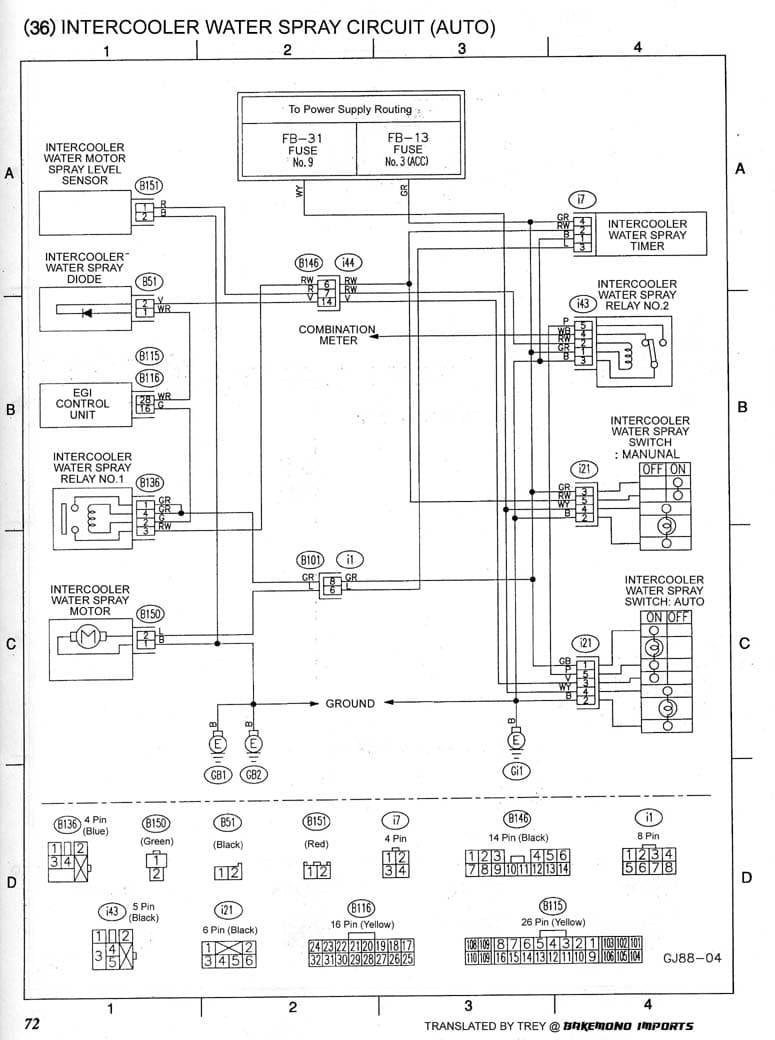 (36) INTERCOOLER WATER SPRAY CIRCUIT (AUTO)
1 2 3 4
To Power Supply Routing
FB-31 FUSE No. 9
FB-13 FUSE No. 3 (ACC)
WY GR
A A
INTERCOOLER
WATER MOTOR
SPRAY LEVEL
SENSOR
B151
1 R
2 B
i7
GR 4
RW 2
B 1
L 3
INTERCOOLER
WATER SPRAY
TIMER
INTERCOOLER
WATER SPRAY
DIODE
B51
2 V
1 WR
B146 i44
RW 6 RW
R 7 RW
V 14 V
COMBINATION
METER
INTERCOOLER
WATER SPRAY
RELAY NO.2
i43
P 5
WB 4
RW 2
GR 1
B 3
B B
B115
B116
EGI
CONTROL
UNIT
28 WR
16 G
INTERCOOLER
WATER SPRAY
SWITCH
: MANUNAL
OFF ON
i21
GR 3
RW 5
WY 4
B 2
INTERCOOLER
WATER SPRAY
RELAY NO.1
B136
1 GR
4 GR
2 G
3 RW
B101 i1
GR 8 GR
L 6 L
INTERCOOLER
WATER SPRAY
MOTOR
M
B150
2 L
1 B
INTERCOOLER
WATER SPRAY
SWITCH: AUTO
ON OFF
i21
GB 1
P 5
V 3
WY 4
B 2
C C
GROUND
B B B
E E E
GB1 GB2 Gi1
B136 4 Pin
(Blue)
1 2
3 4
B150
(Green)
1
2
B51
(Black)
1 2
B151
(Red)
1 2
i7
4 Pin
1 2
3 4
B146
14 Pin (Black)
1 2 3 4 5 6
7 8 9 10 11 12 13 14
i1
8 Pin
1 2 3 4
5 6 7 8
D D
i43 5 Pin
(Black)
1 2
3 4
5
i21
6 Pin (Black)
1 2
3 4 5 6
B116
16 Pin (Yellow)
24 23 22 21 20 19 18 17
32 31 30 29 28 27 26 25
B115
26 Pin (Yellow)
108 109 8 7 6 5 4 3 2 1 103 102 101
110 109 16 15 14 13 12 11 10 9 106 105 104
GJ88-04
1 2 3 4
72
TRANSLATED BY TREY @ BAKEMONO IMPORTS